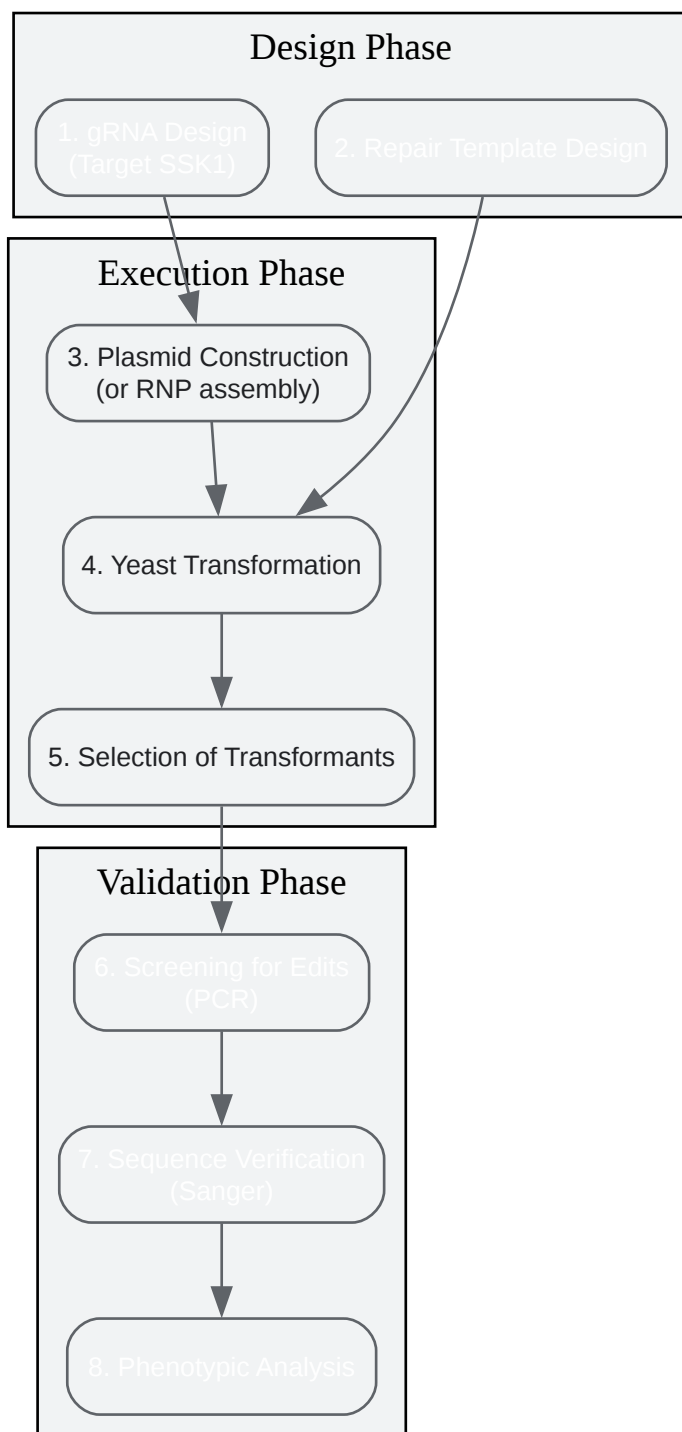 Design Phase
1. gRNA Design
(Target SSK1)
2. Repair Template Design
Execution Phase
3. Plasmid Construction
(or RNP assembly)
4. Yeast Transformation
5. Selection of Transformants
Validation Phase
6. Screening for Edits
(PCR)
7. Sequence Verification
(Sanger)
8. Phenotypic Analysis